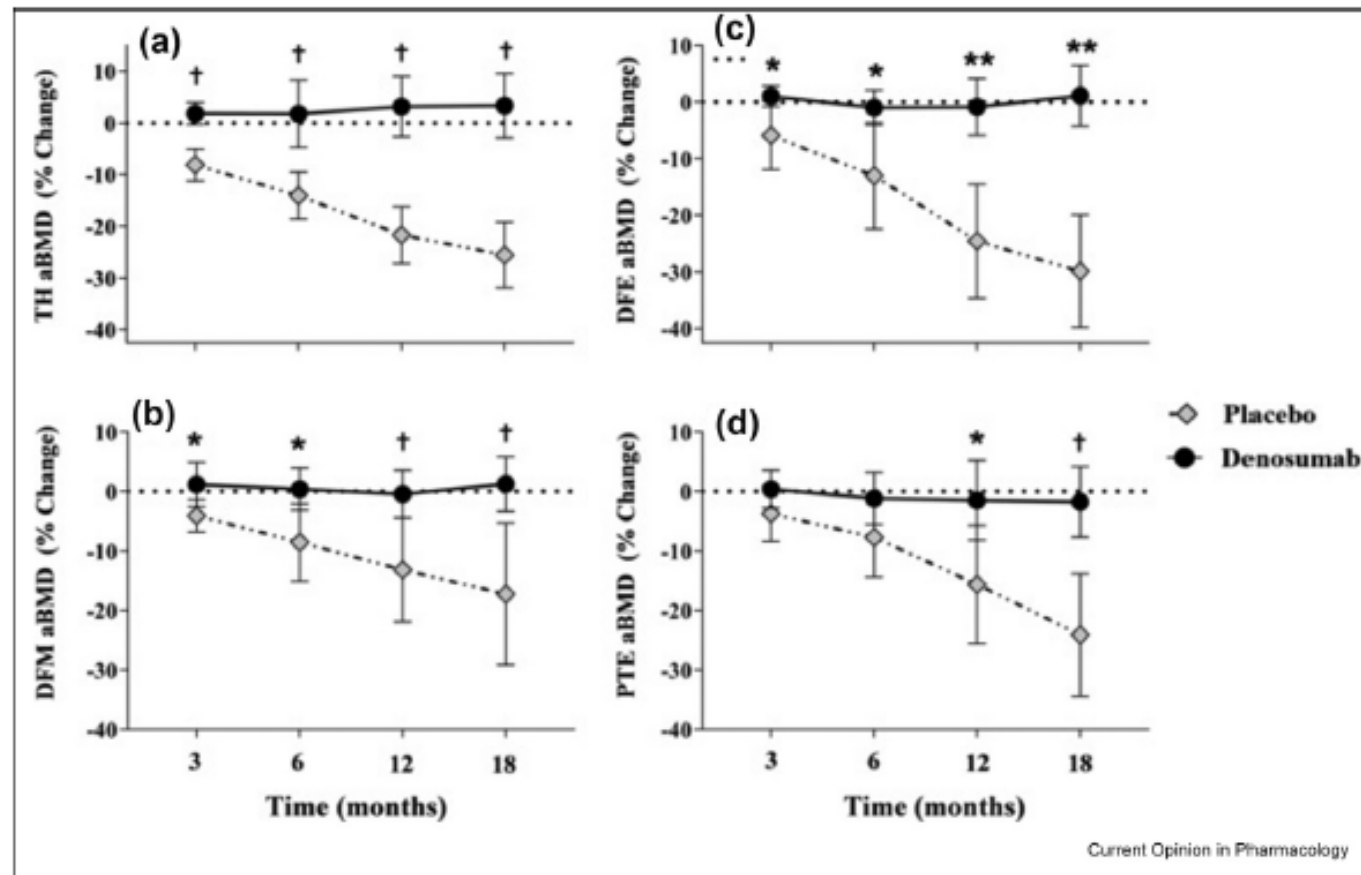 (a)
† † † †
10
0
-10
-20
-30
-40
TH aBMD (% Change)
(c)
* * ** **
10
0
-10
-20
-30
-40
DFE aBMD (% Change)
(b)
* * † †
10
0
-10
-20
-30
-40
DFM aBMD (% Change)
3 6 12 18
Time (months)
(d)
* †
10
0
-10
-20
-30
-40
PTE aBMD (% Change)
3 6 12 18
Time (months)
Placebo
Denosumab
Current Opinion in Pharmacology